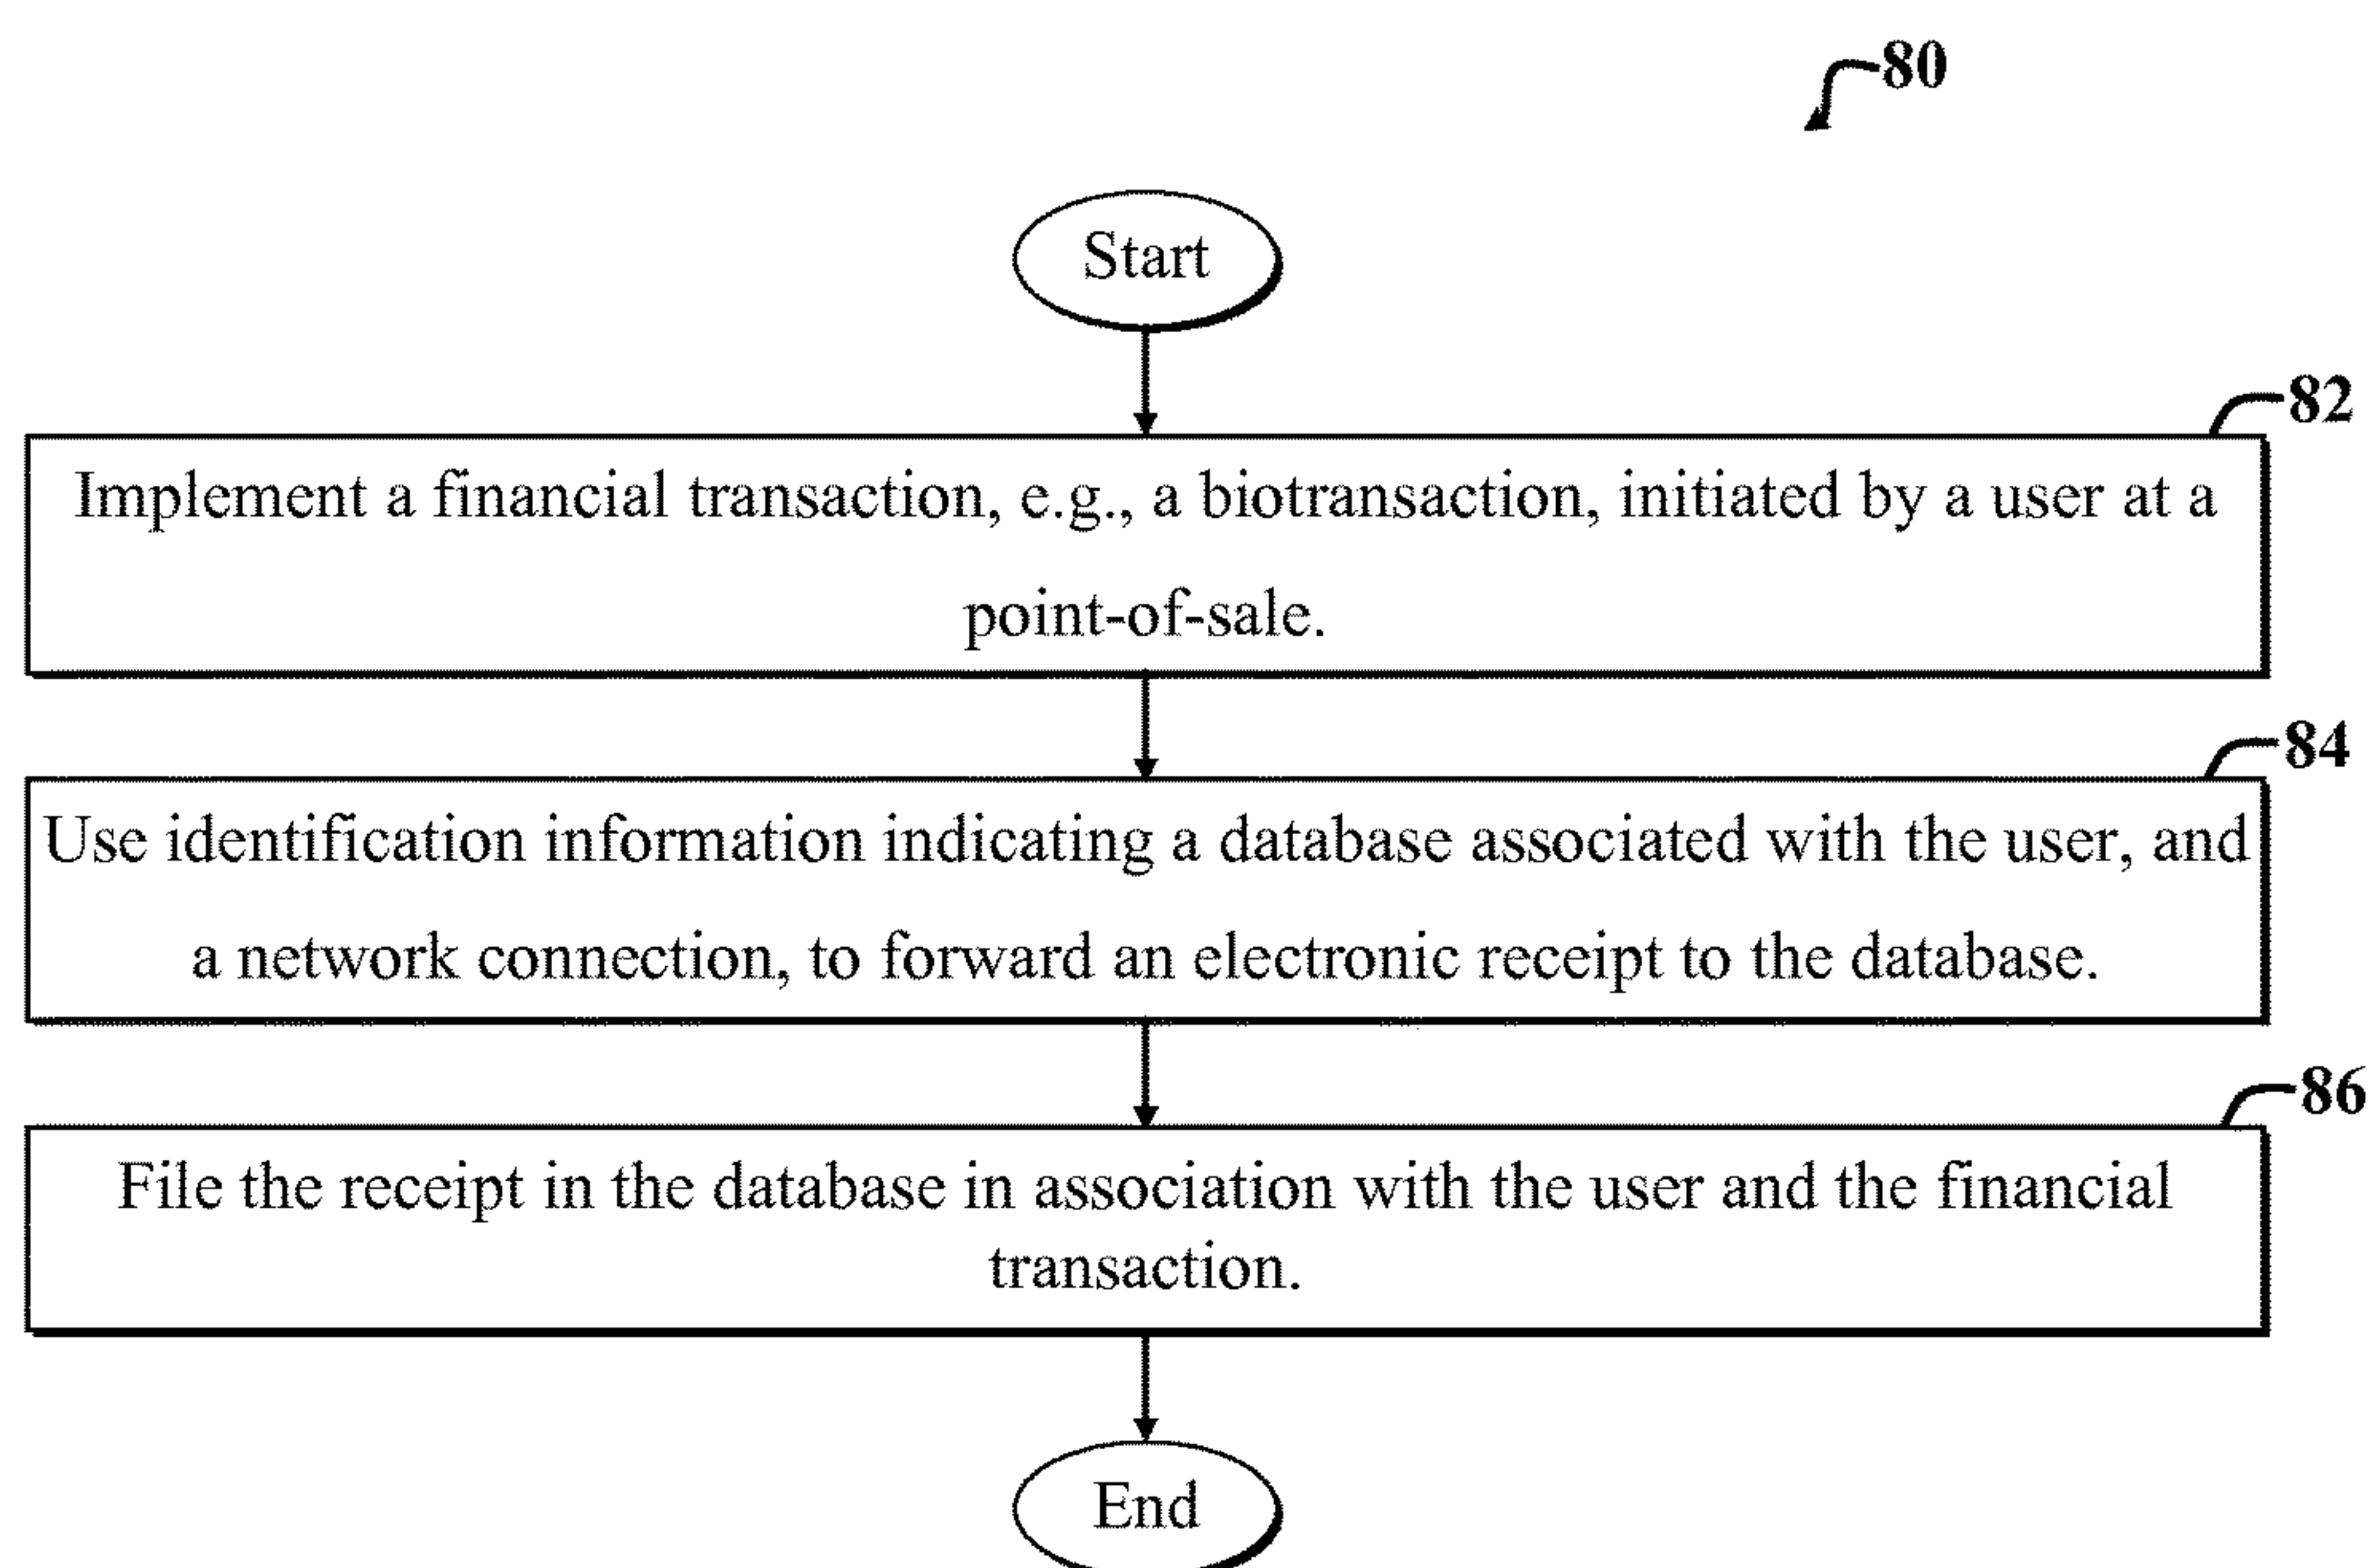 80
Start
82
Implement a financial transaction, e.g., a biotransaction, initiated by a user at a
point-of-sale.
84
Use identification information indicating a database associated with the user, and
a network connection, to forward an electronic receipt to the database.
86
File the receipt in the database in association with the user and the financial
transaction.
End